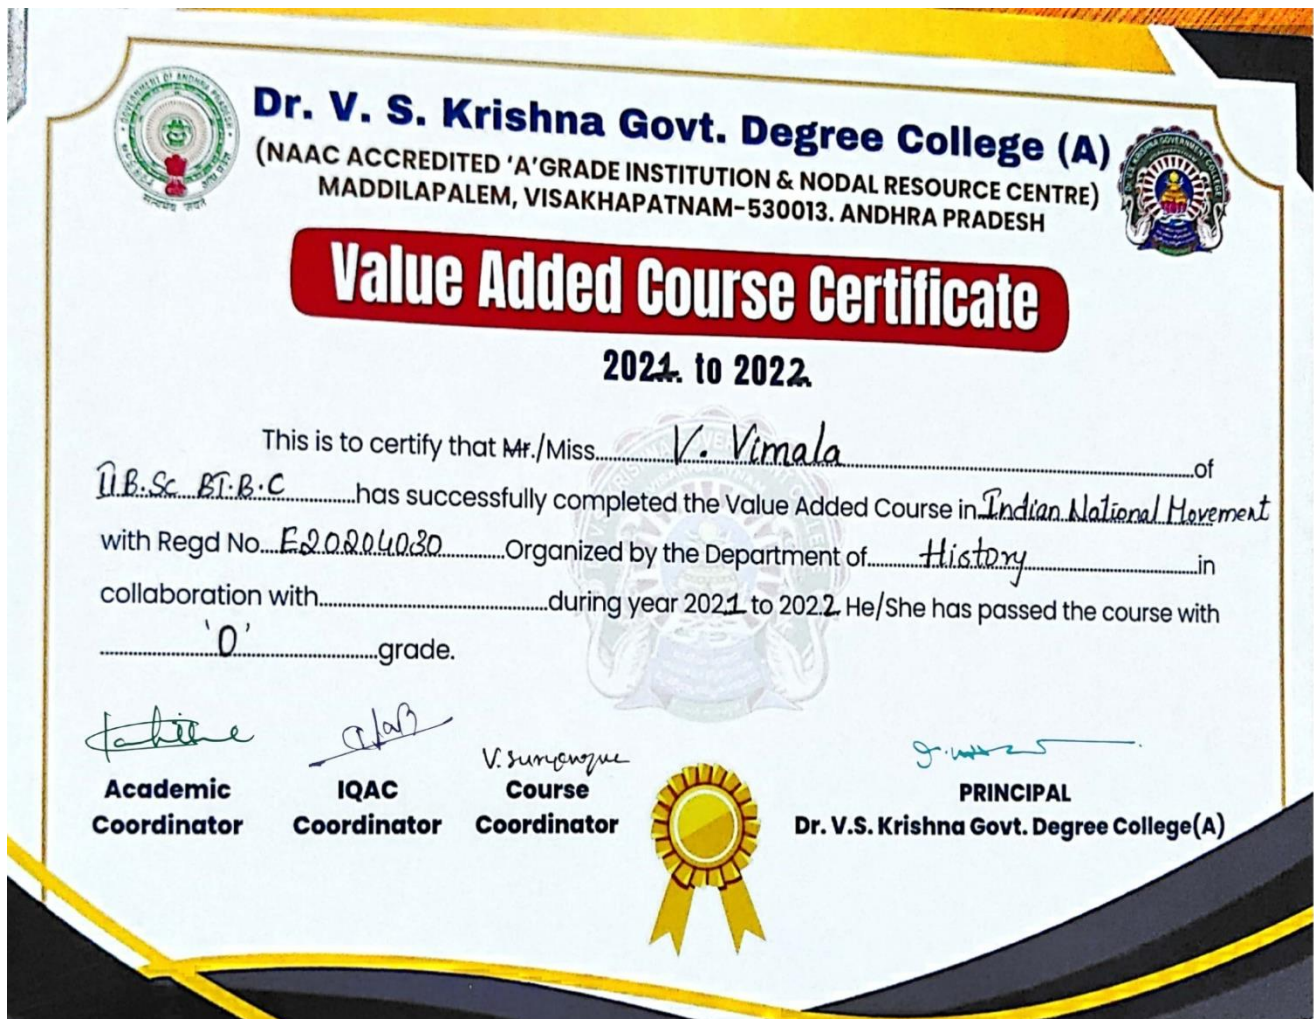 Dr. V. S. Krishna Govt. Degree College (A)
(NAAC ACCREDITED 'A'GRADE INSTITUTION & NODAL RESOURCE CENTRE)
MADDILAPALEM, VISAKHAPATNAM-530013. ANDHRA PRADESH
Value Added Course Certificate
2021. to 2022.
This is to certify that Mr./Miss......V. Vimala......of
II B.Sc BT.B.C......has successfully completed the Value Added Course in Indian National Movement
with Regd No...E20204030......Organized by the Department of......History......in
collaboration with......during year 2021 to 2022 He/She has passed the course with
......'O'......grade.
V. Suryengue
Academic Coordinator
IQAC Coordinator
Course Coordinator
PRINCIPAL
Dr. V.S. Krishna Govt. Degree College(A)